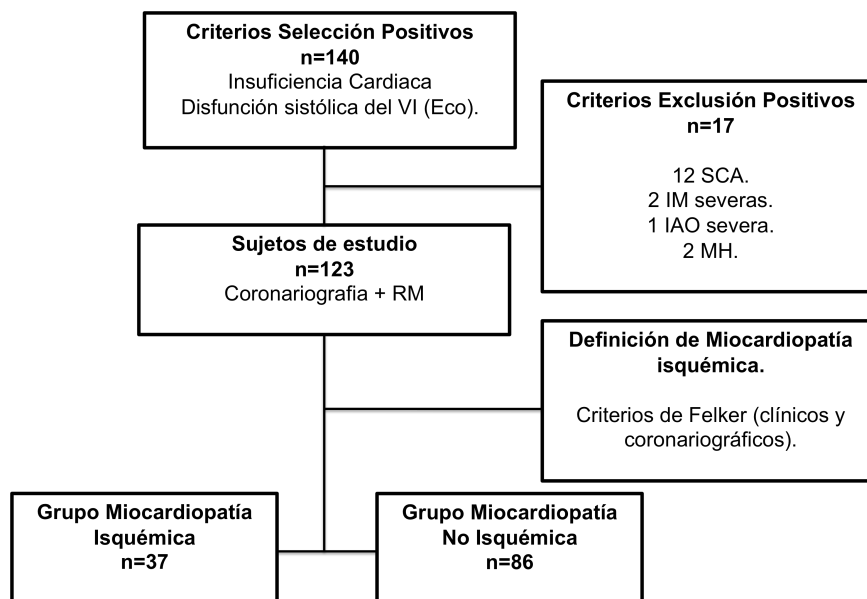 Criterios Selección Positivos
n=140
Insuficiencia Cardiaca
Disfunción sistólica del VI (Eco).
Criterios Exclusión Positivos
n=17
12 SCA.
2 IM severas.
1 IAO severa.
2 MH.
Sujetos de estudio
n=123
Coronariografia + RM
Definición de Miocardiopatía
isquémica.
Criterios de Felker (clínicos y
coronariográficos).
Grupo Miocardiopatía
Isquémica
n=37
Grupo Miocardiopatía
No Isquémica
n=86